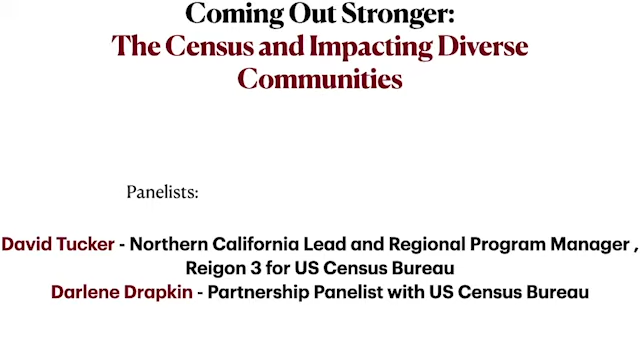 Coming Out Stronger:
The Census and Impacting Diverse
Communities
Panelists:
David Tucker - Northern California Lead and Regional Program Manager ,
Reigon 3 for US Census Bureau
Darlene Drapkin - Partnership Panelist with US Census Bureau